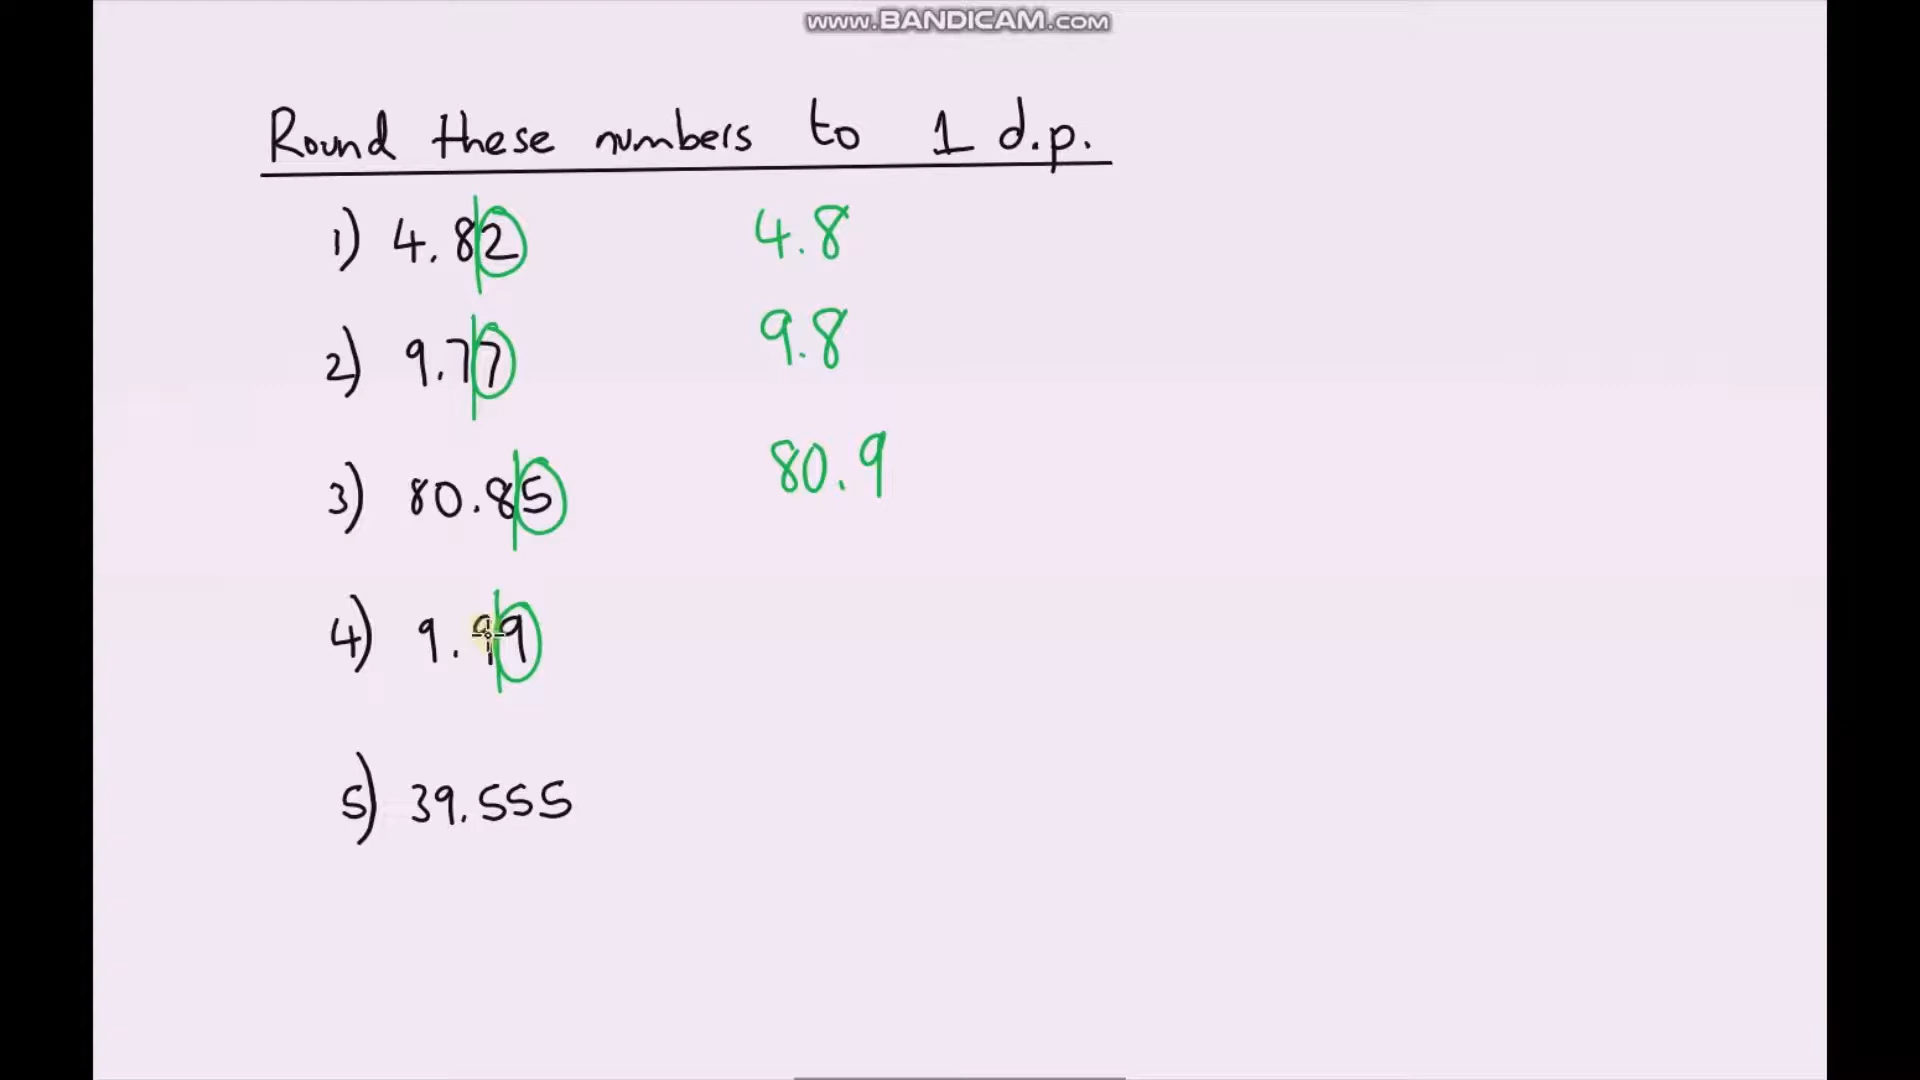 www.BANDICAM.com
Round these numbers to 1 d.p.
1) 4.82 4.8
2) 9.77 9.8
3) 80.85 80.9
4) 9.99
5) 39.555